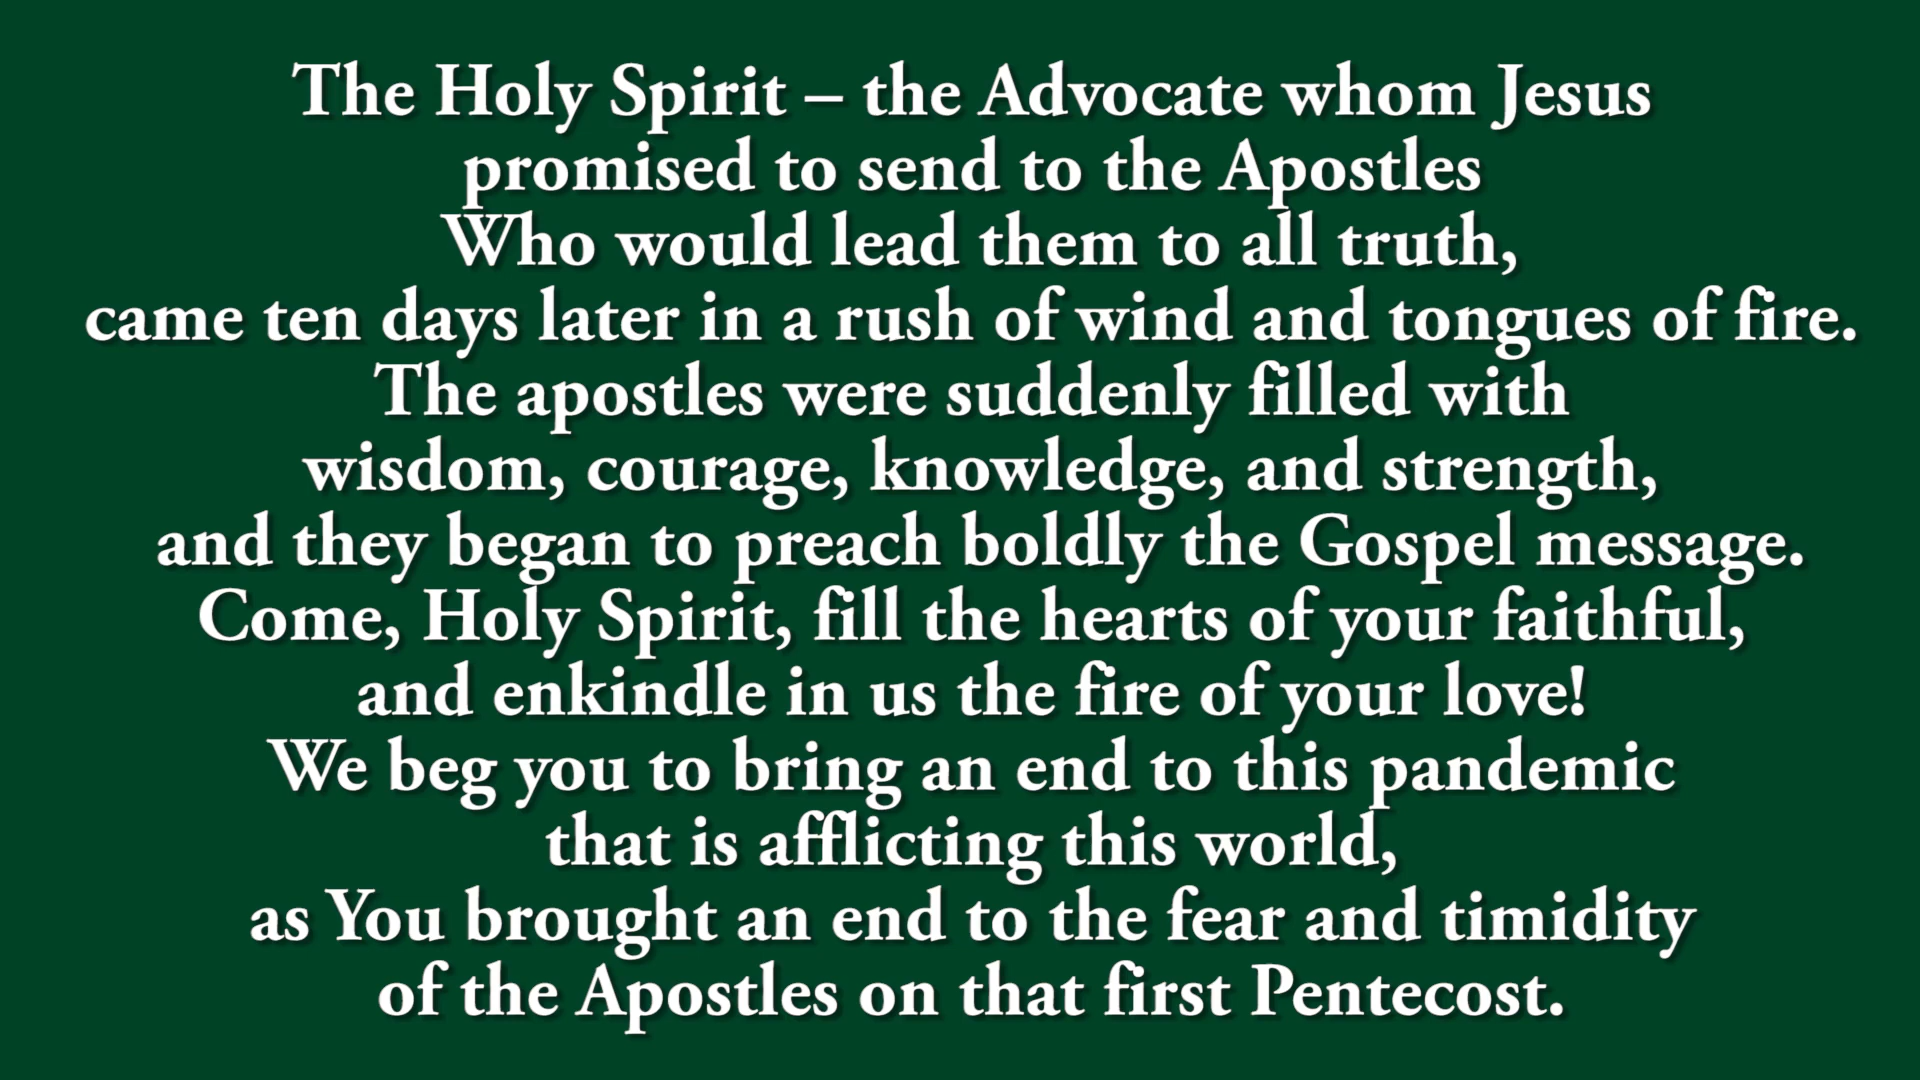 The Holy Spirit – the Advocate whom Jesus
promised to send to the Apostles
Who would lead them to all truth,
came ten days later in a rush of wind and tongues of fire.
The apostles were suddenly filled with
wisdom, courage, knowledge, and strength,
and they began to preach boldly the Gospel message.
Come, Holy Spirit, fill the hearts of your faithful,
and enkindle in us the fire of your love!
We beg you to bring an end to this pandemic
that is afflicting this world,
as You brought an end to the fear and timidity
of the Apostles on that first Pentecost.